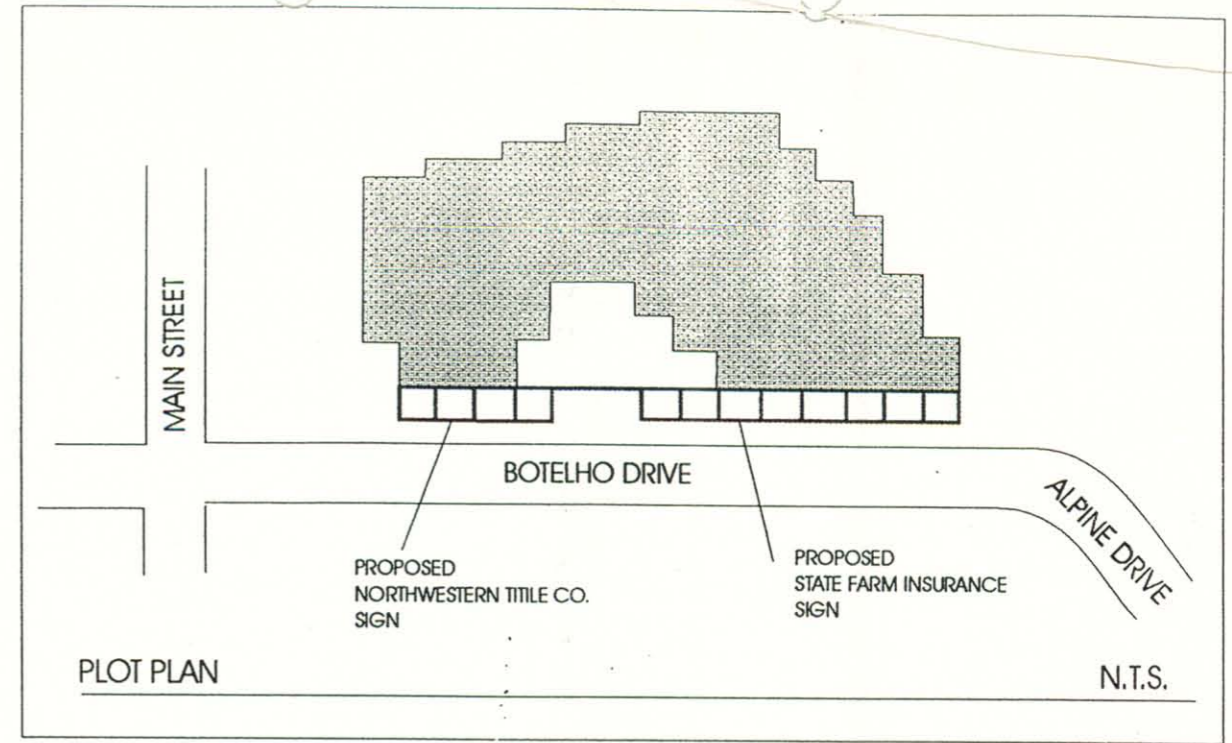 MAIN STREET
BOTELHO DRIVE
ALPINE DRIVE
PROPOSED
NORTHWESTERN TITILE CO.
SIGN
PROPOSED
STATE FARM INSURANCE
SIGN
PLOT PLAN
N.T.S.